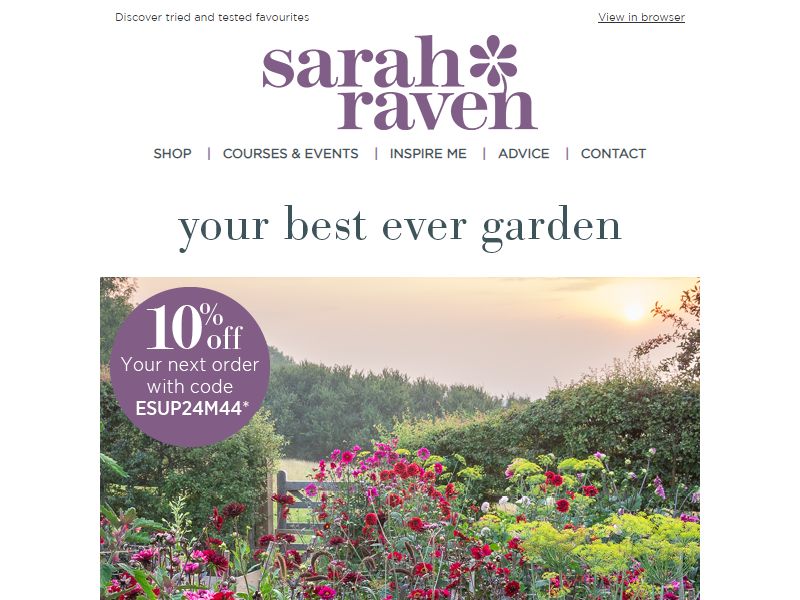 Discover tried and tested favourites
View in browser
sarah
raven
SHOP | COURSES & EVENTS | INSPIRE ME | ADVICE | CONTACT
your best ever garden
10% off
Your next order
with code
ESUP24M44*